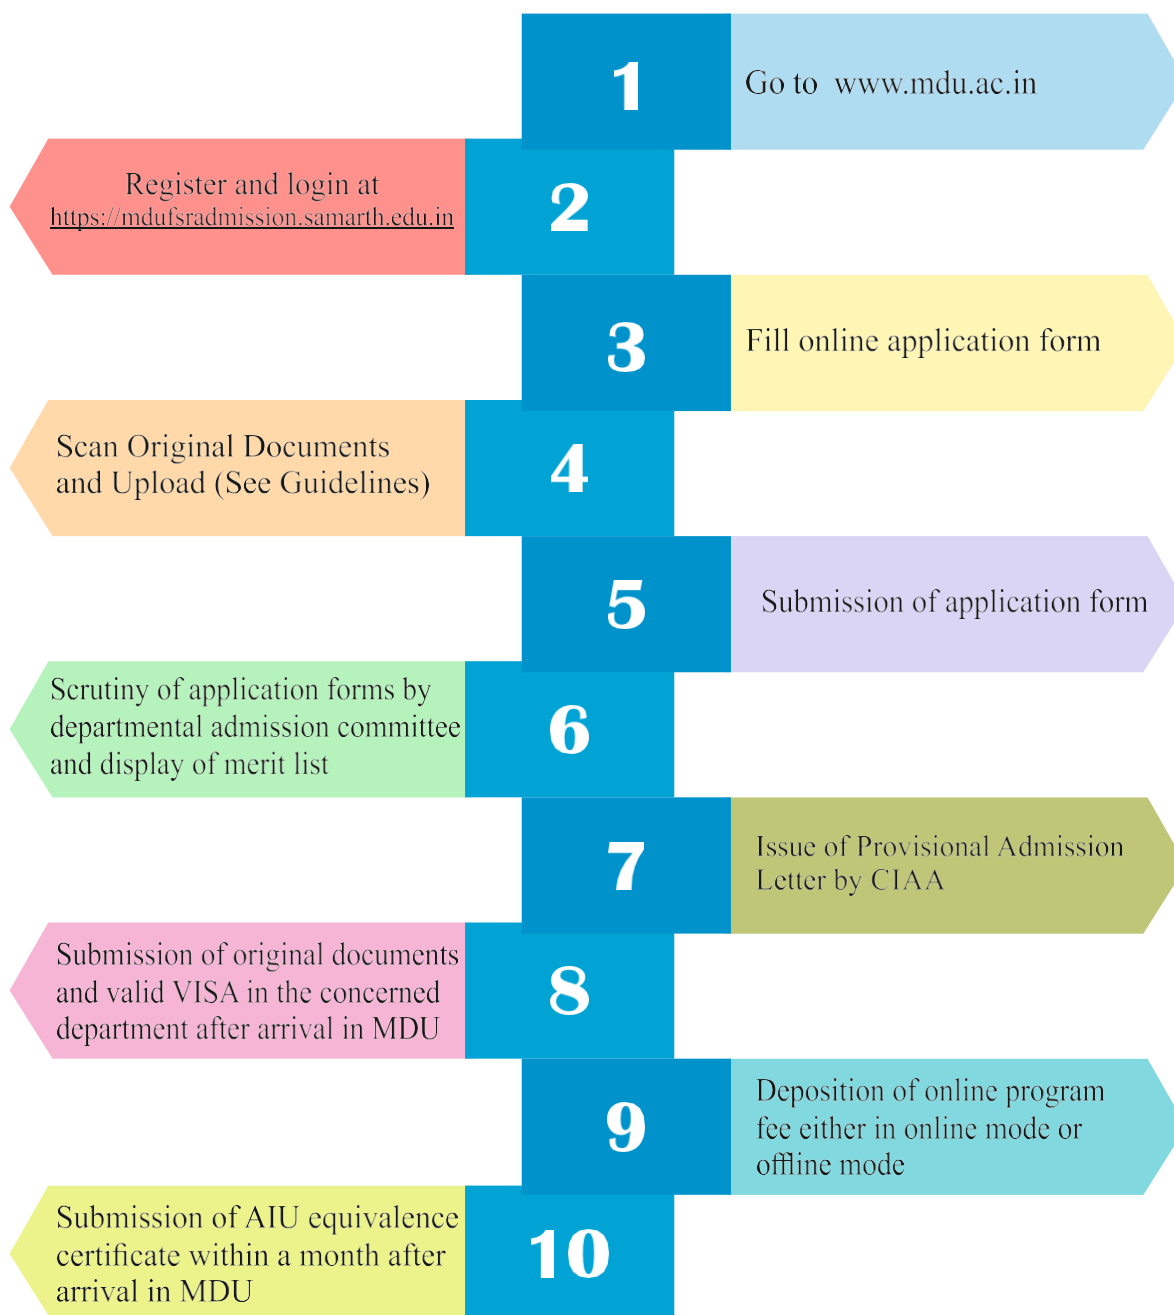 1
Go to www.mdu.ac.in
Register and login at
https://mdufsradmission.samarth.edu.in
2
3
Fill online application form
Scan Original Documents
and Upload (See Guidelines)
4
5
Submission of application form
Scrutiny of application forms by
departmental admission committee
and display of merit list
6
7
Issue of Provisional Admission
Letter by CIAA
Submission of original documents
and valid VISA in the concerned
department after arrival in MDU
8
9
Deposition of online program
fee either in online mode or
offline mode
Submission of AIU equivalence
certificate within a month after
arrival in MDU
10